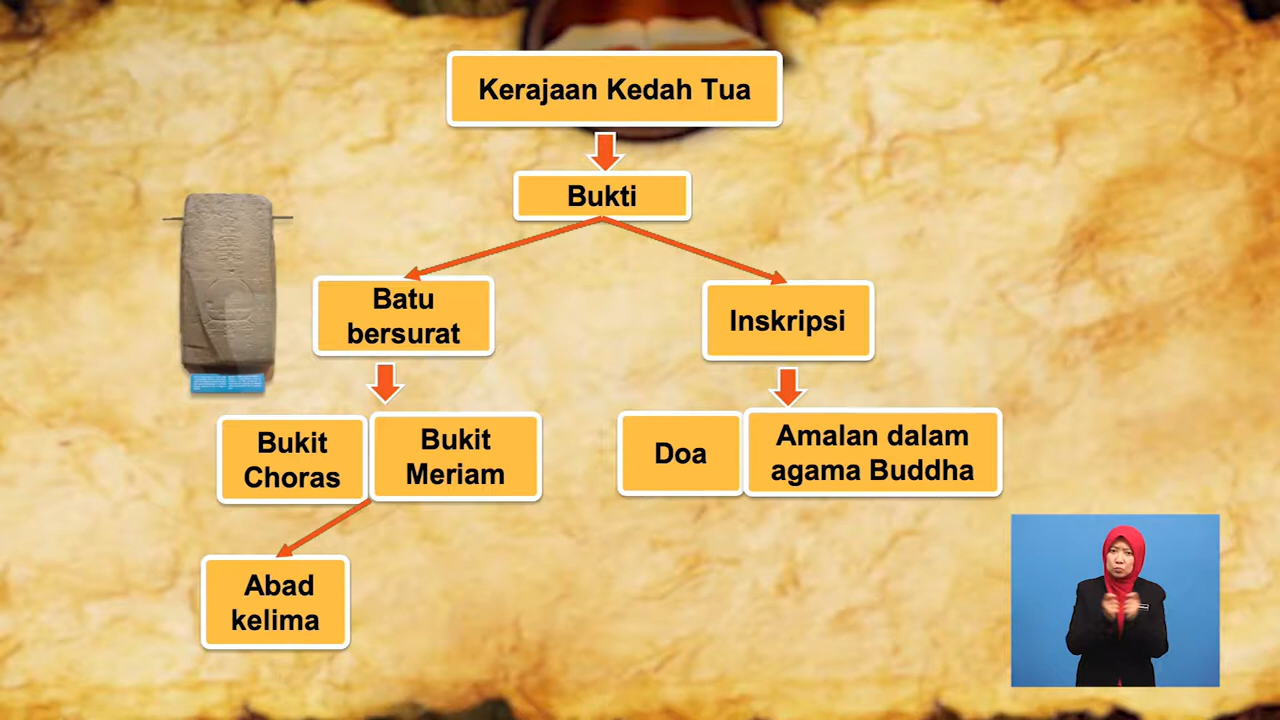 Kerajaan Kedah Tua
Bukti
Batu
bersurat
Inskripsi
Bukit
Choras
Bukit
Meriam
Doa
Amalan dalam
agama Buddha
Abad
kelima